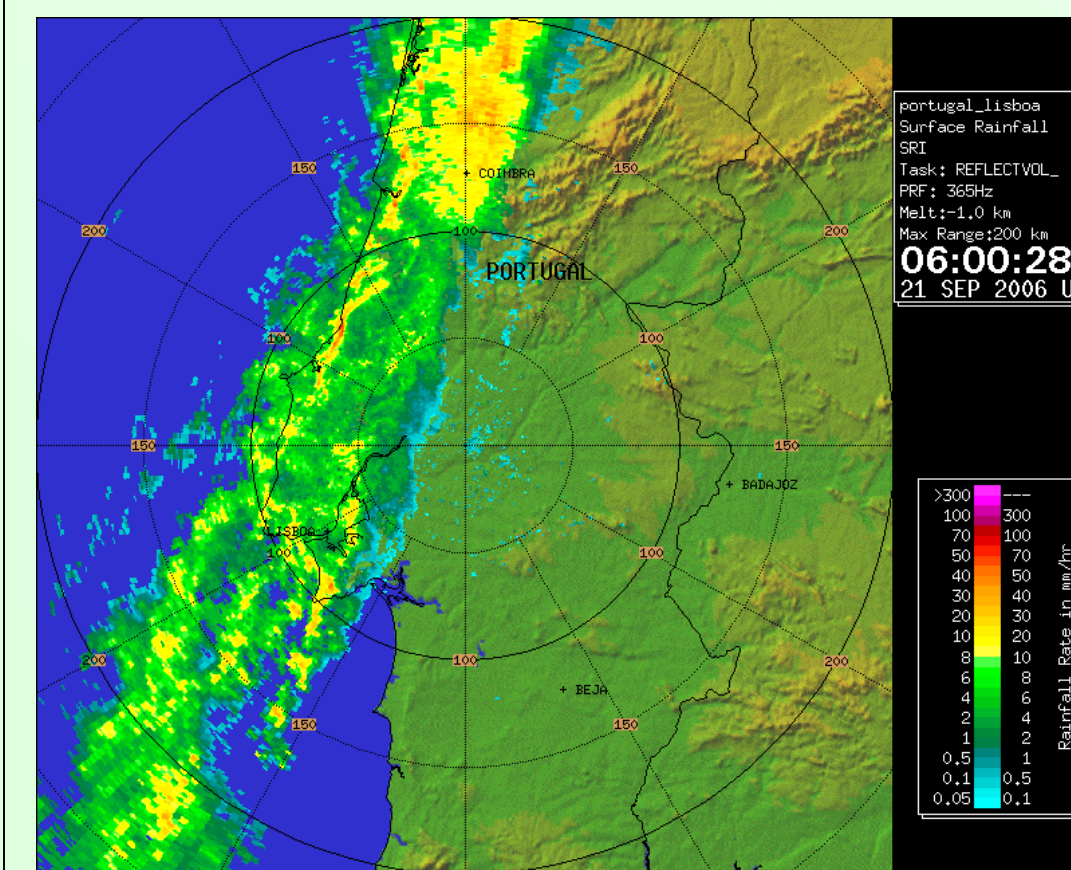 portugal_lisboa
Surface Rainfall
SRI
Task: REFLECTVOL_
PRF: 365Hz
Melt:-1.0 km
Max Range:200 km
06:00:28
21 SEP 2006 U
150
COIMBRA
150
200
100
200
PORTUGAL
100
100
150
150
BADAJOZ
LISBOA
100
100
200
100
200
BEJA
150
150
>300 ---
100 300
70 100
50 70
40 50
30 40
20 30
10 20
8 10
6 8
4 6
2 4
1 2
0.5 1
0.1 0.5
0.05 0.1
Rainfall Rate in mm/hr